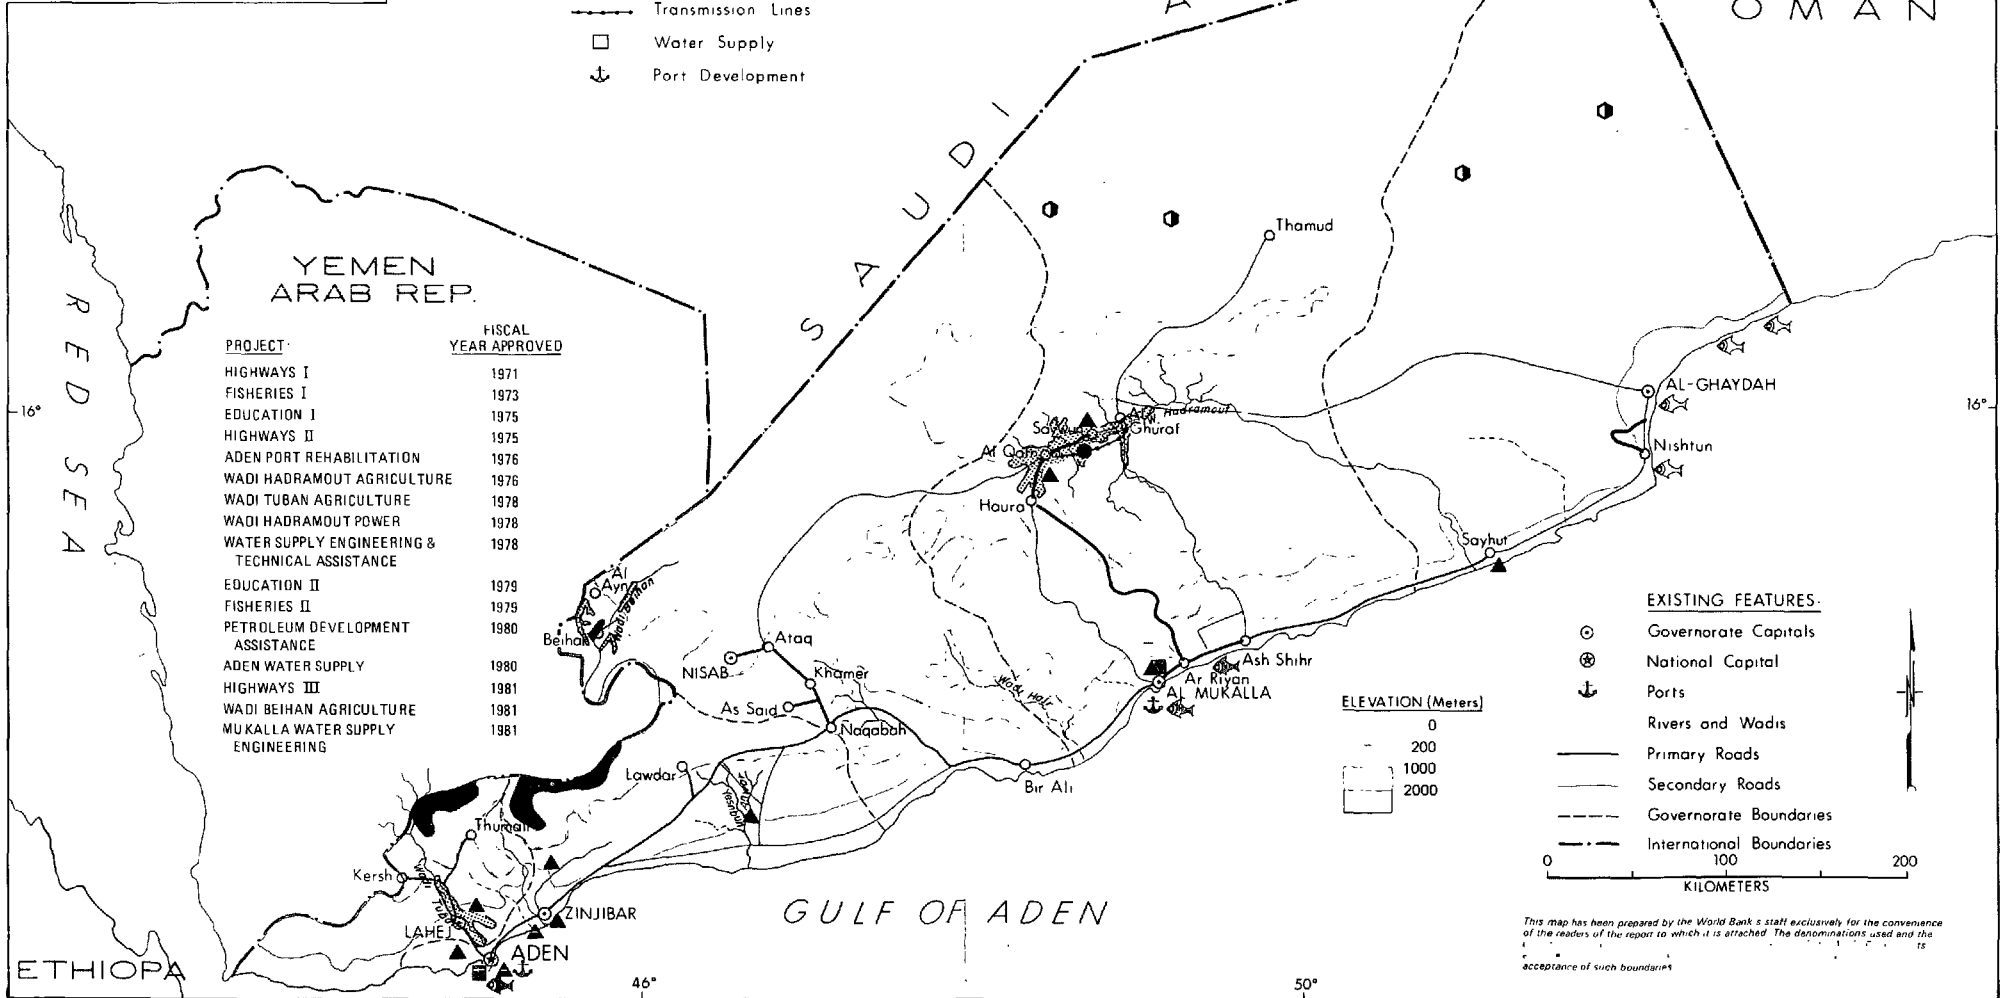 Transmission Lines
Water Supply
Port Development
A
OMAN
SAUDI
RED SEA
YEMEN
ARAB REP.
PROJECT·
FISCAL
YEAR APPROVED
HIGHWAYS I 1971
FISHERIES I 1973
EDUCATION I 1975
HIGHWAYS II 1975
ADEN PORT REHABILITATION 1976
WADI HADRAMOUT AGRICULTURE 1976
WADI TUBAN AGRICULTURE 1978
WADI HADRAMOUT POWER 1978
WATER SUPPLY ENGINEERING & 1978
TECHNICAL ASSISTANCE
EDUCATION II 1979
FISHERIES II 1979
PETROLEUM DEVELOPMENT 1980
ASSISTANCE
ADEN WATER SUPPLY 1980
HIGHWAYS III 1981
WADI BEIHAN AGRICULTURE 1981
MUKALLA WATER SUPPLY 1981
ENGINEERING
16°
16°
Thamud
AL-GHAYDAH
Nishtun
Hadramout
Ghuraf
Haura
Sayhut
Al
Ayn
Wadi Beihan
Beihan
Ataq
NISAB
Khamer
As Said
Naqabah
Wadi Hajr
Ash Shihr
Ar Riyan
AL MUKALLA
Bir Ali
Lawdar
Thumair
Kersh
LAHEJ
ZINJIBAR
ADEN
ETHIOPA
GULF OF ADEN
46°
50°
ELEVATION (Meters)
0
200
1000
2000
EXISTING FEATURES·
Governorate Capitals
National Capital
Ports
Rivers and Wadis
Primary Roads
Secondary Roads
Governorate Boundaries
International Boundaries
0 100 200
KILOMETERS
This map has been prepared by the World Bank s staff exclusively for the convenience
of the readers of the report to which it is attached The denominations used and the
acceptance of such boundaries